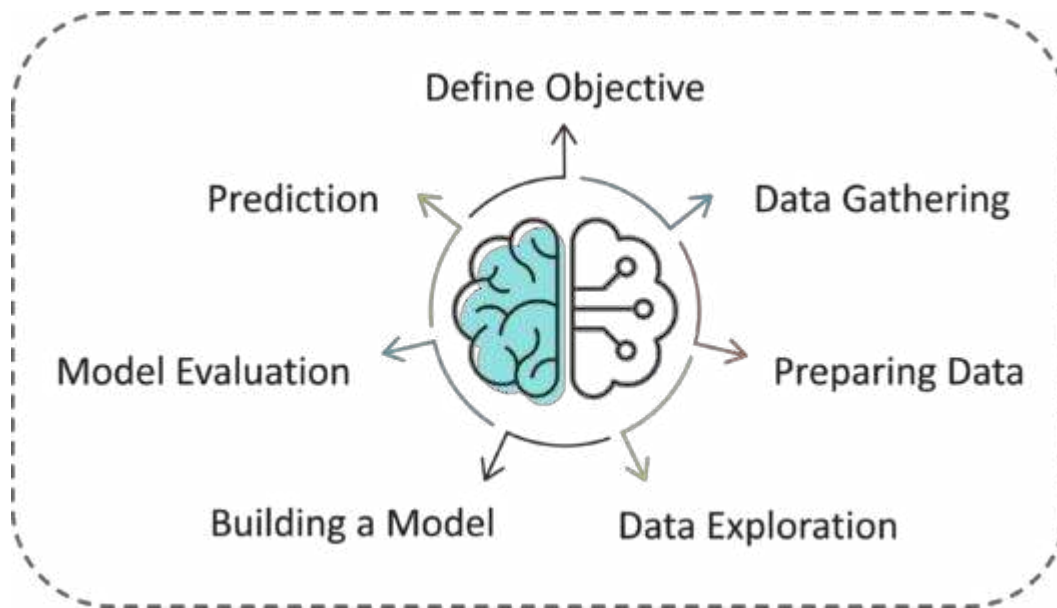 Define Objective
Data Gathering
Preparing Data
Data Exploration
Building a Model
Model Evaluation
Prediction